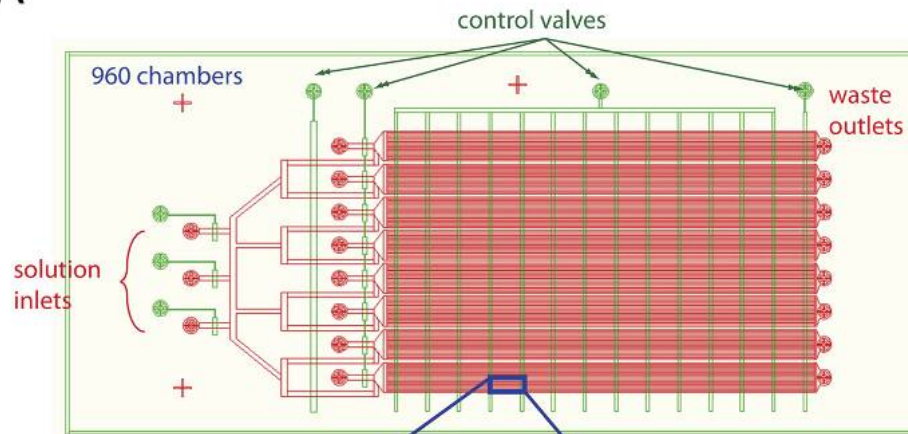 control valves
960 chambers
waste
outlets
solution
inlets